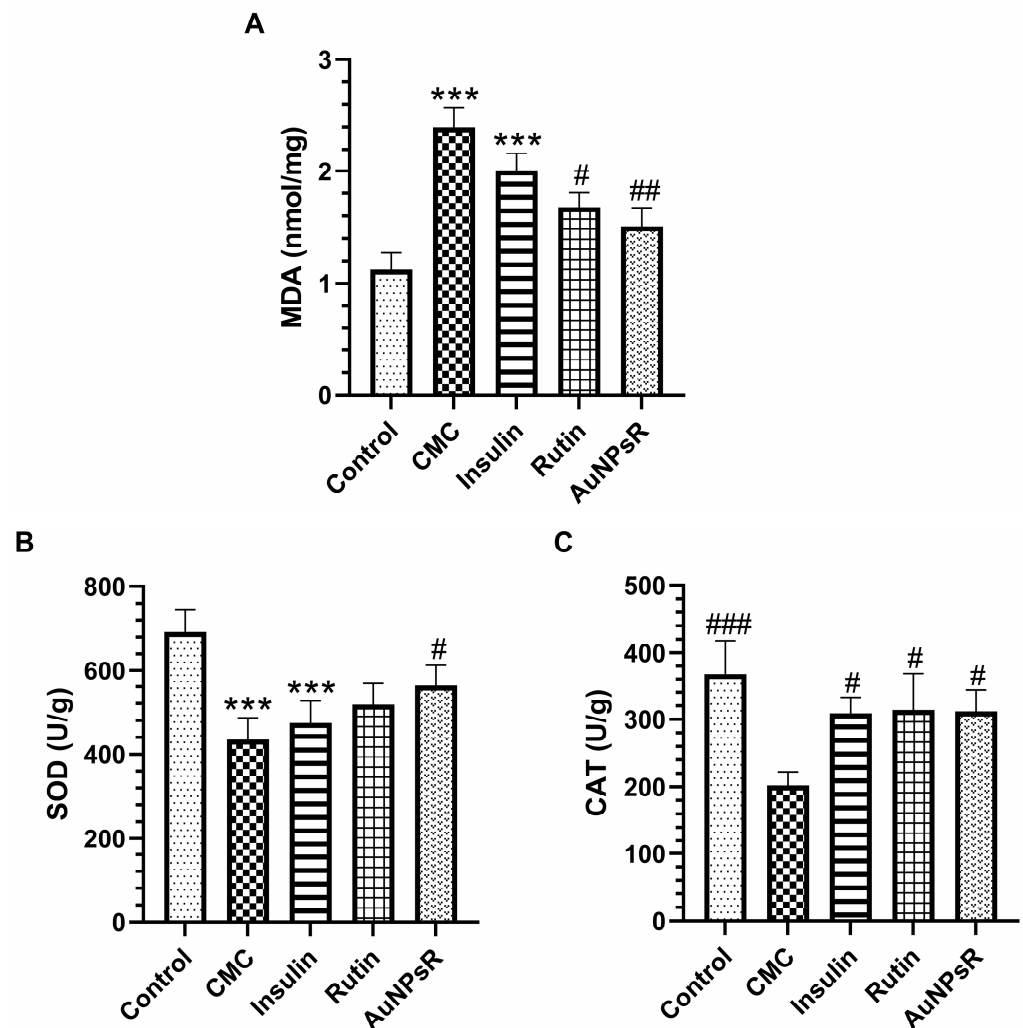 A
MDA (nmol/mg)
3
2
1
0
***
***
#
##
Control
CMC
Insulin
Rutin
AuNPsR
B
SOD (U/g)
800
600
400
200
0
***
***
#
Control
CMC
Insulin
Rutin
AuNPsR
C
CAT (U/g)
500
400
300
200
100
0
###
#
#
#
Control
CMC
Insulin
Rutin
AuNPsR